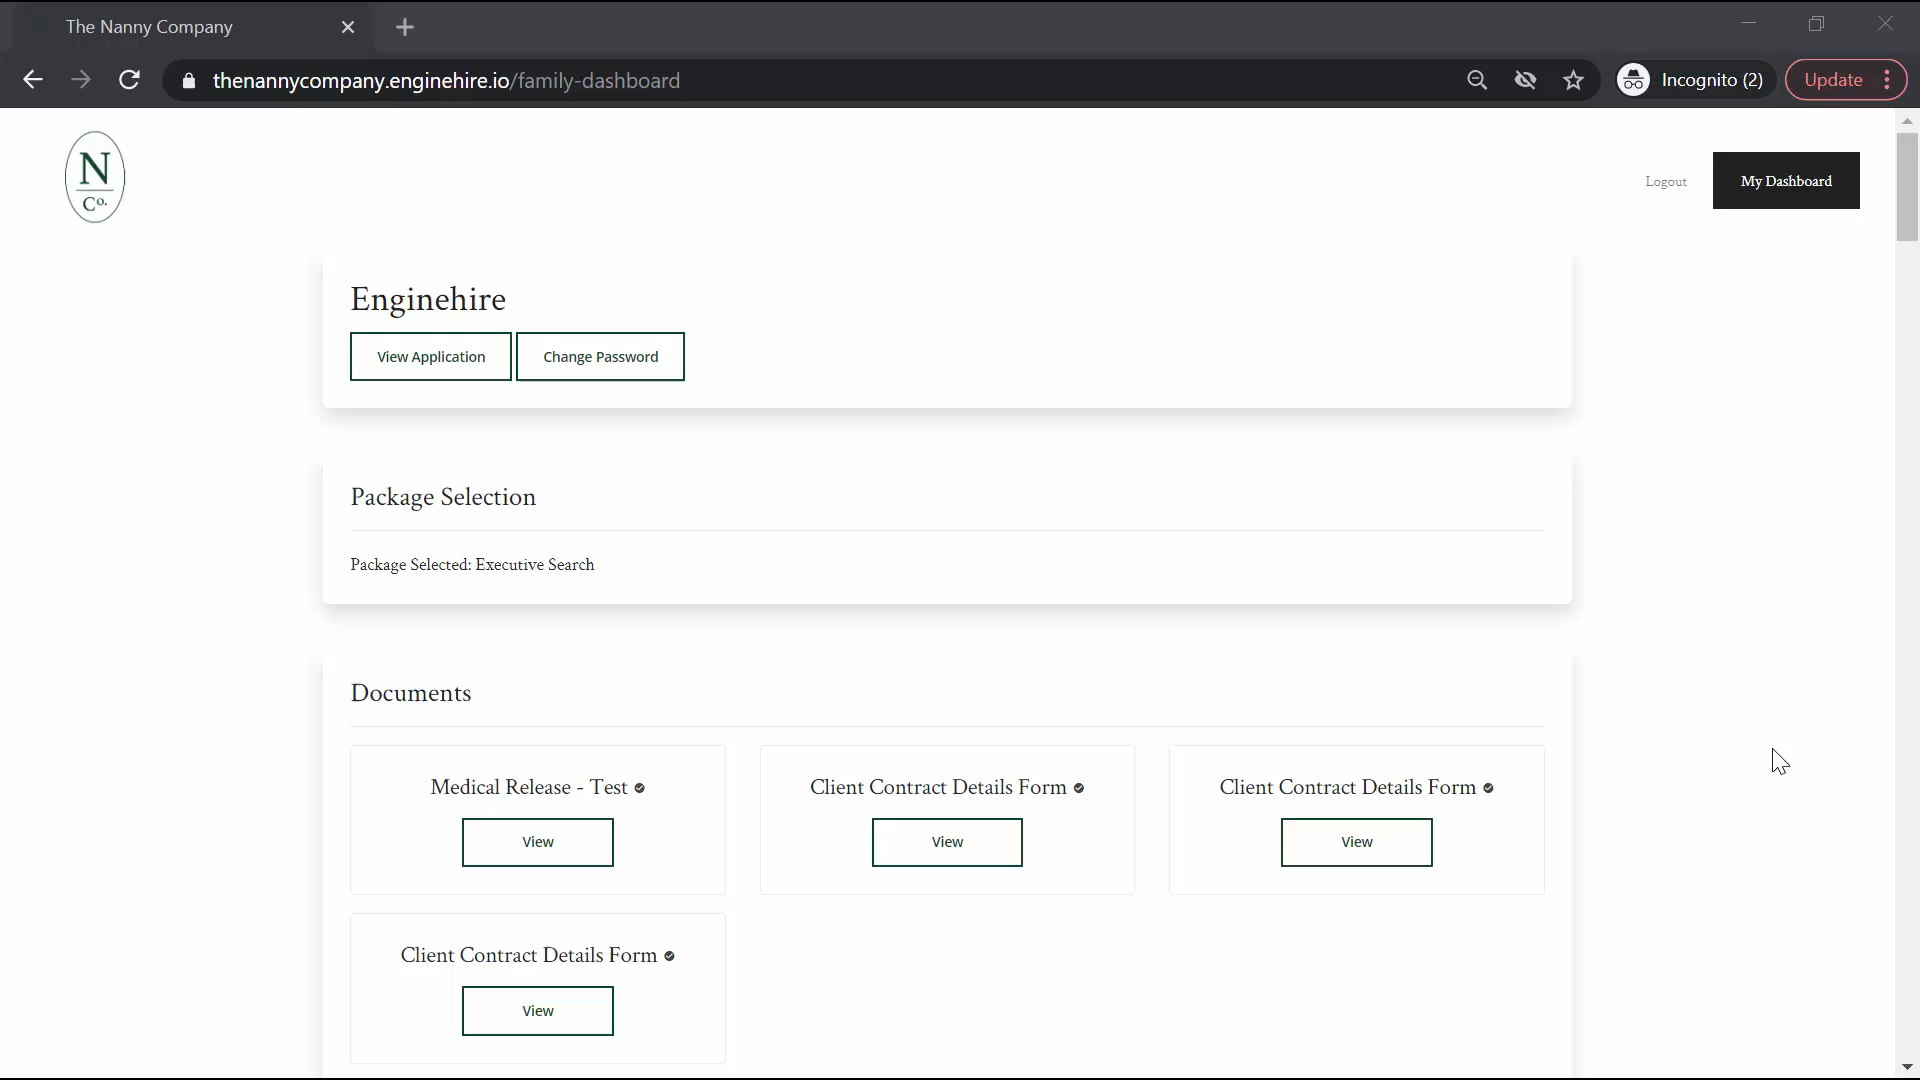 The Nanny Company
thenannycompany.enginehire.io/family-dashboard
Incognito (2)
Update
N
Co.
Logout
My Dashboard
Enginehire
View Application
Change Password
Package Selection
Package Selected: Executive Search
Documents
Medical Release - Test
Client Contract Details Form
Client Contract Details Form
View
View
View
Client Contract Details Form
View